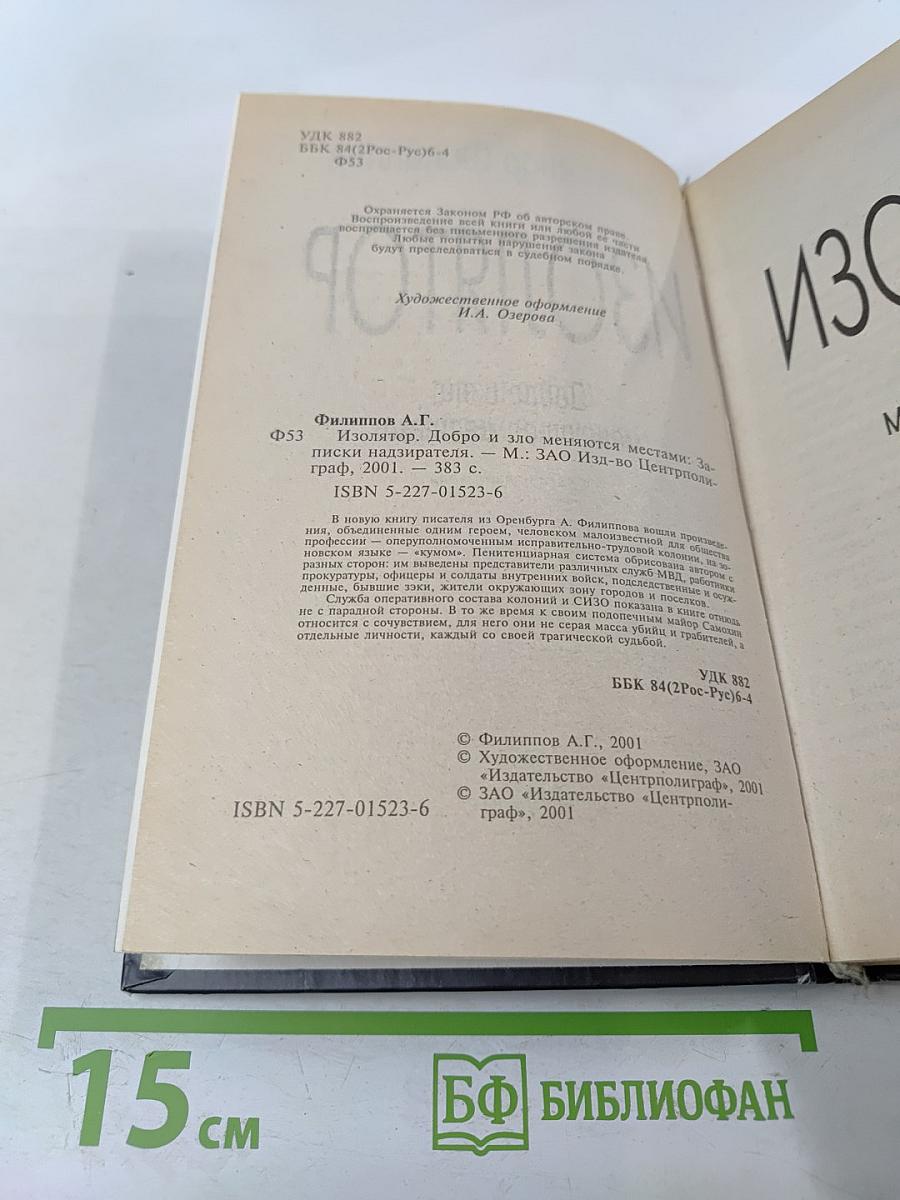 УДК 882
ББК 84(2Рос-Рус)6-4
Ф53
Охраняется Законом РФ об авторском праве.
Воспроизведение всей книги или любой ее части
воспрещается без письменного разрешения издателя.
Любые попытки нарушения закона
будут преследоваться в судебном порядке.
Художественное оформление
И.А. Озерова
Филиппов А.Г.
Ф53 Изолятор. Добро и зло меняются местами: За-
писки надзирателя. — М.: ЗАО Изд-во Центрполи-
граф, 2001. — 383 с.
ISBN 5-227-01523-6
В новую книгу писателя из Оренбурга А. Филиппова вошли произведе-
ния, объединенные одним героем, человеком малоизвестной для общества
профессии — оперуполномоченным исправительно-трудовой колонии, на зо-
новском языке — «кумом». Пенитенциарная система обрисована автором с
разных сторон: им выведены представители различных служб МВД, работники
прокуратуры, офицеры и солдаты внутренних войск, подследственные и осуж-
денные, бывшие зэки, жители окружающих зону городов и поселков.
Служба оперативного состава колоний и СИЗО показана в книге отнюдь
не с парадной стороны. В то же время к своим подопечным майор Самохин
относится с сочувствием, для него они не серая масса убийц и грабителей, а
отдельные личности, каждый со своей трагической судьбой.
УДК 882
ББК 84(2Рос-Рус)6-4
© Филиппов А.Г., 2001
© Художественное оформление, ЗАО
«Издательство «Центрполиграф», 2001
© ЗАО «Издательство «Центрполи-
граф», 2001
ISBN 5-227-01523-6
ИЗО
М
15 см
БФ БИБЛИОФАН